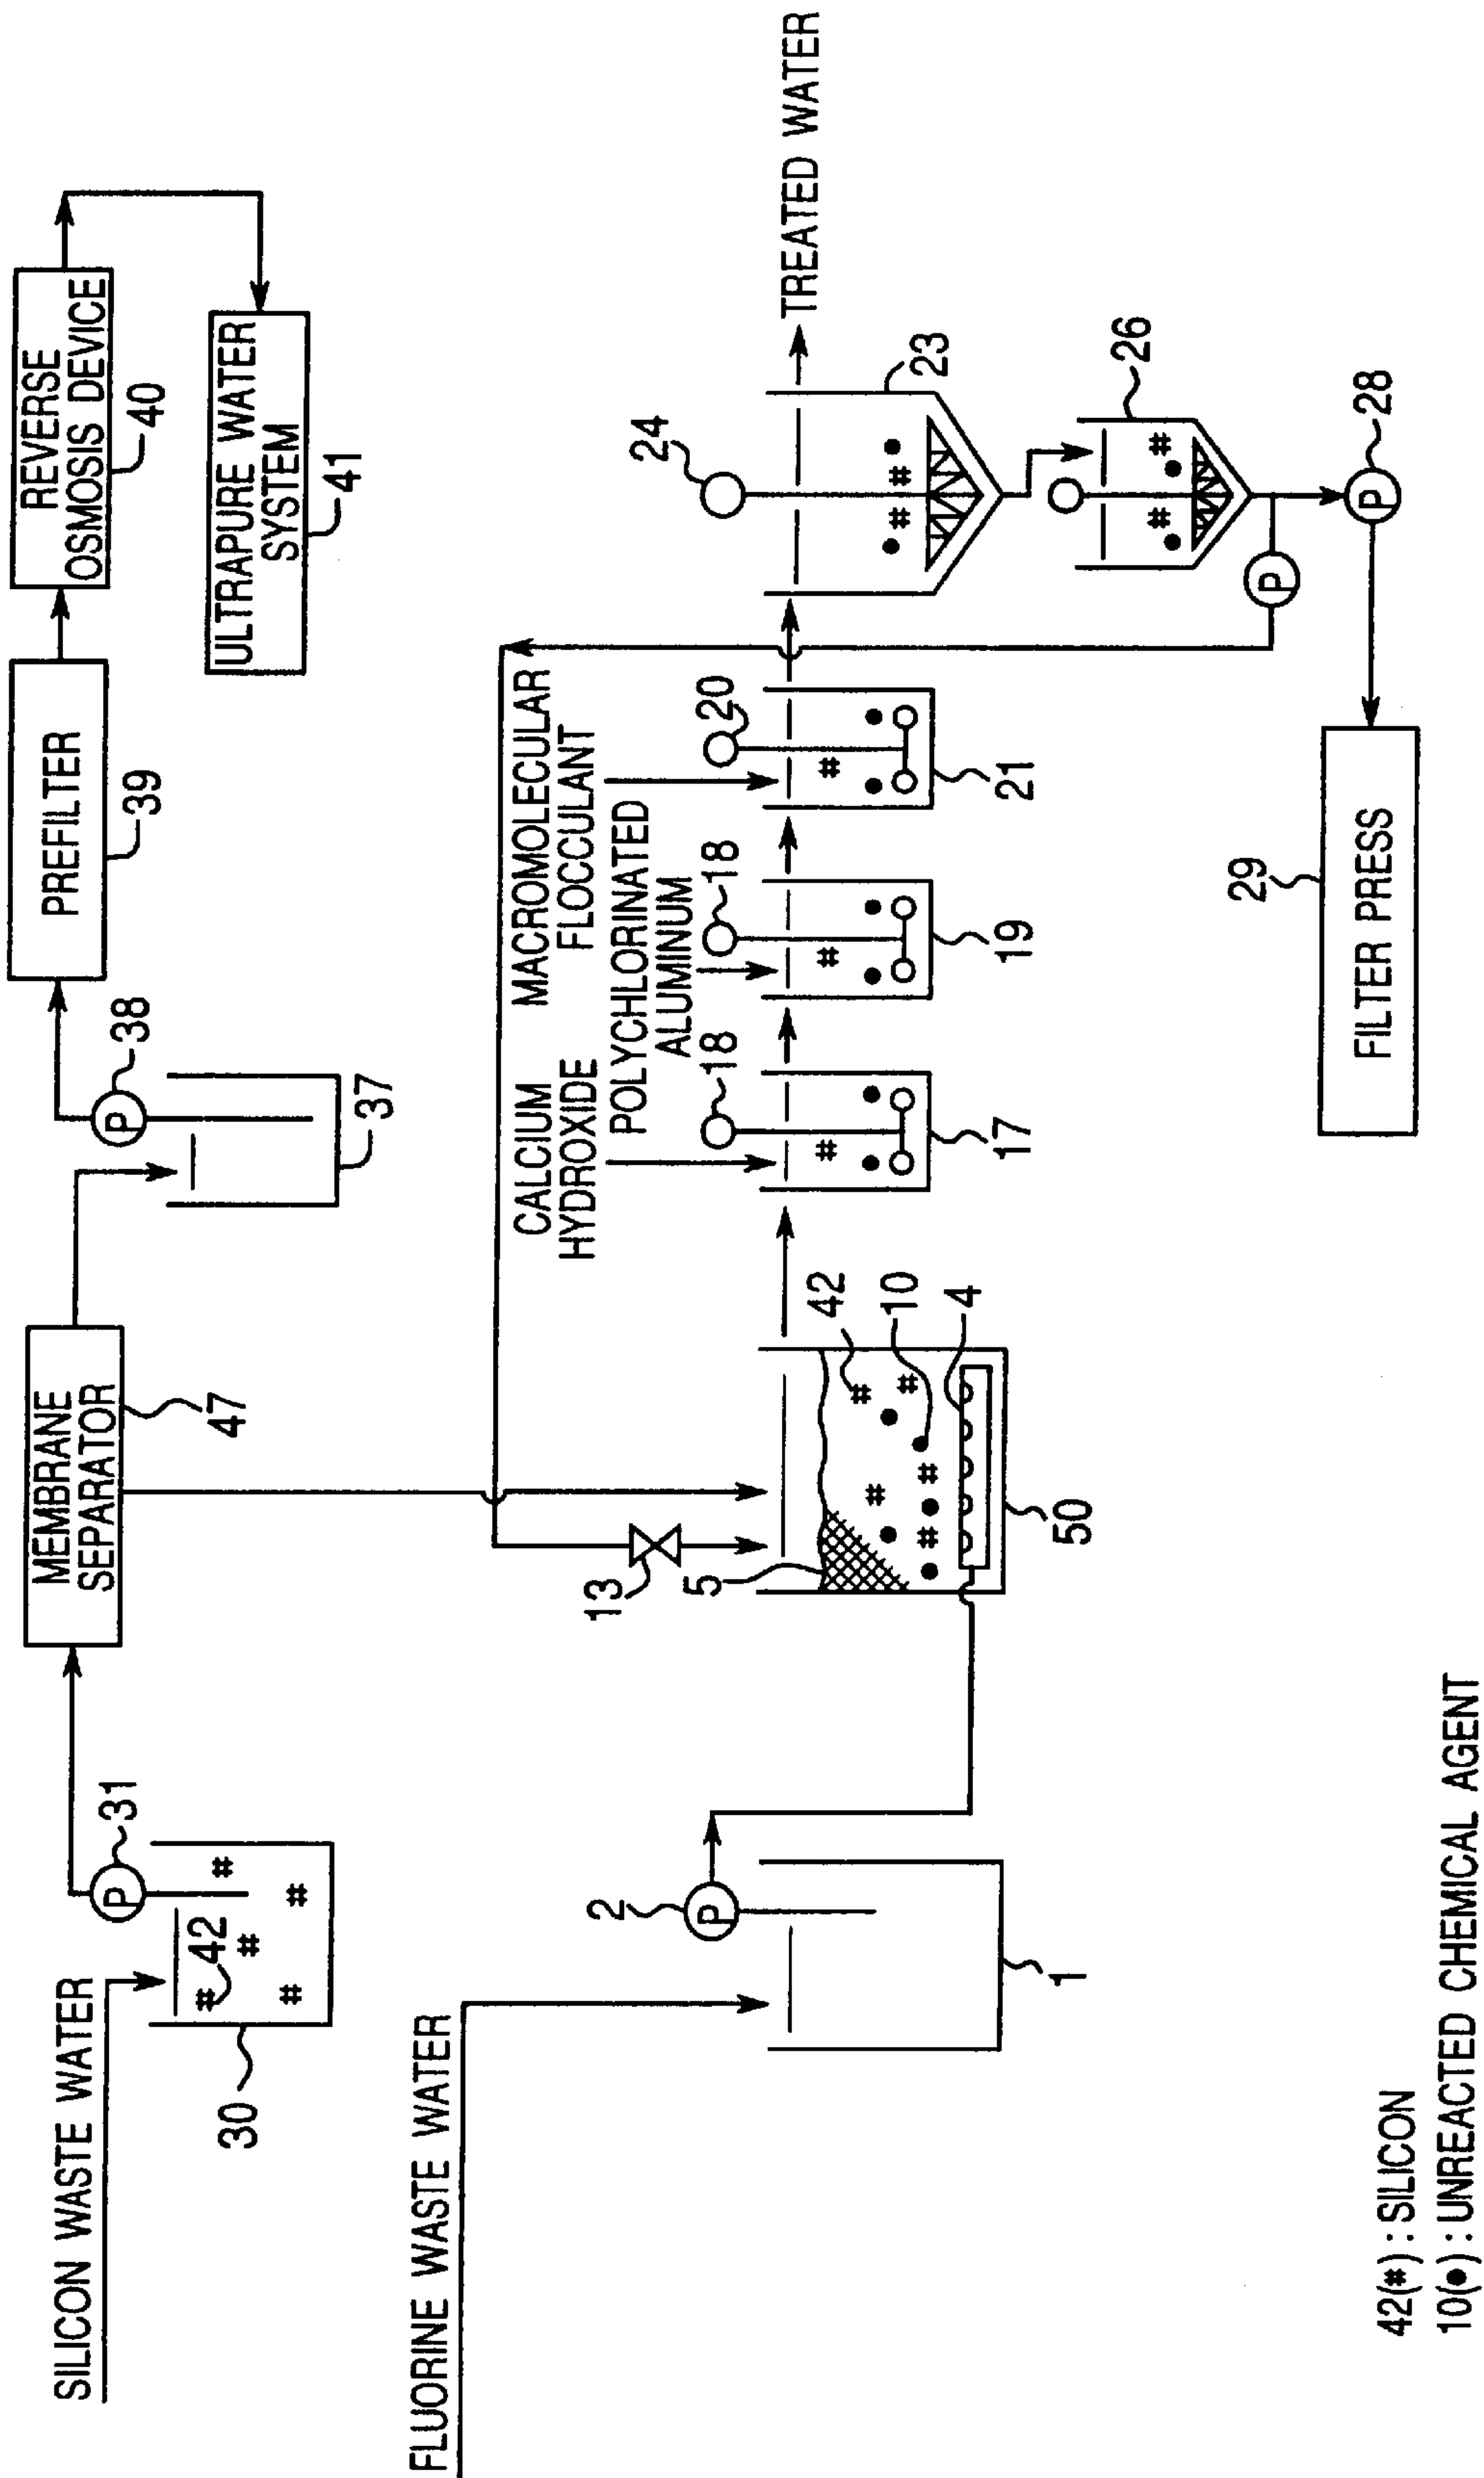 SILICON WASTE WATER
30
42
P
31
MEMBRANE
SEPARATOR
47
P
38
37
PREFILTER
39
REVERSE
OSMOSIS DEVICE
40
ULTRAPURE WATER
SYSTEM
41
FLUORINE WASTE WATER
P
2
1
13
5
42
10
4
50
CALCIUM
HYDROXIDE
POLYCHLORINATED
ALUMINUM
MACROMOLECULAR
FLOCCULANT
18
17
18
19
20
21
24
TREATED WATER
23
26
P
P
28
29
FILTER PRESS
42(#) : SILICON
10(●) : UNREACTED CHEMICAL AGENT